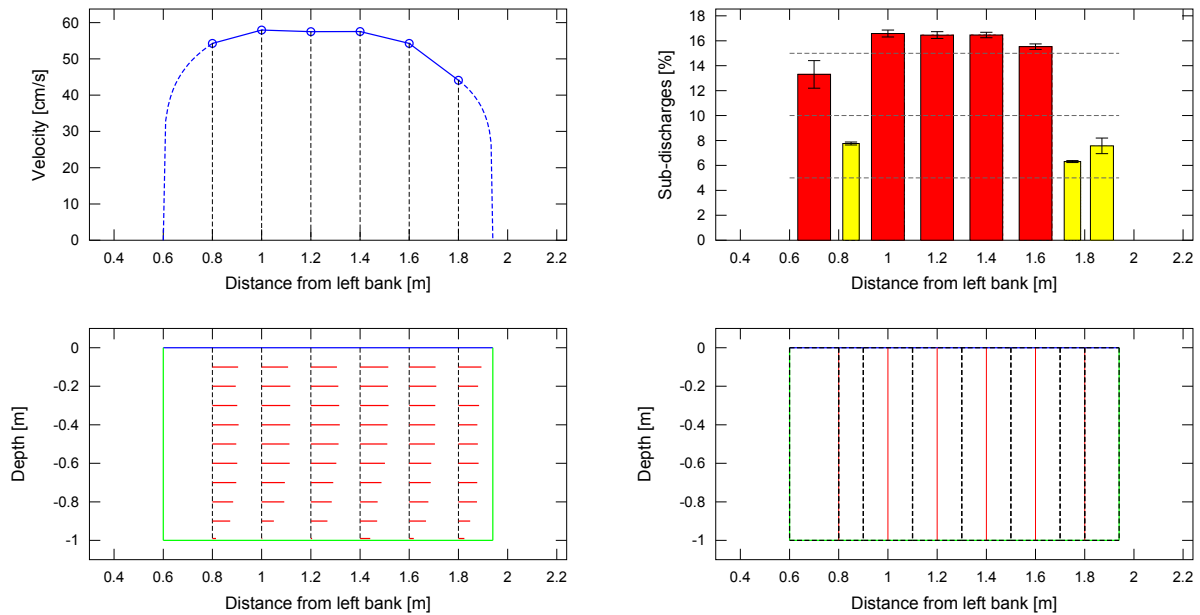 Velocity [cm/s]
60
50
40
30
20
10
0
0.4 0.6 0.8 1 1.2 1.4 1.6 1.8 2 2.2
Distance from left bank [m]
Sub-discharges [%]
18
16
14
12
10
8
6
4
2
0
0.4 0.6 0.8 1 1.2 1.4 1.6 1.8 2 2.2
Distance from left bank [m]
Depth [m]
0
-0.2
-0.4
-0.6
-0.8
-1
0.4 0.6 0.8 1 1.2 1.4 1.6 1.8 2 2.2
Distance from left bank [m]
Depth [m]
0
-0.2
-0.4
-0.6
-0.8
-1
0.4 0.6 0.8 1 1.2 1.4 1.6 1.8 2 2.2
Distance from left bank [m]